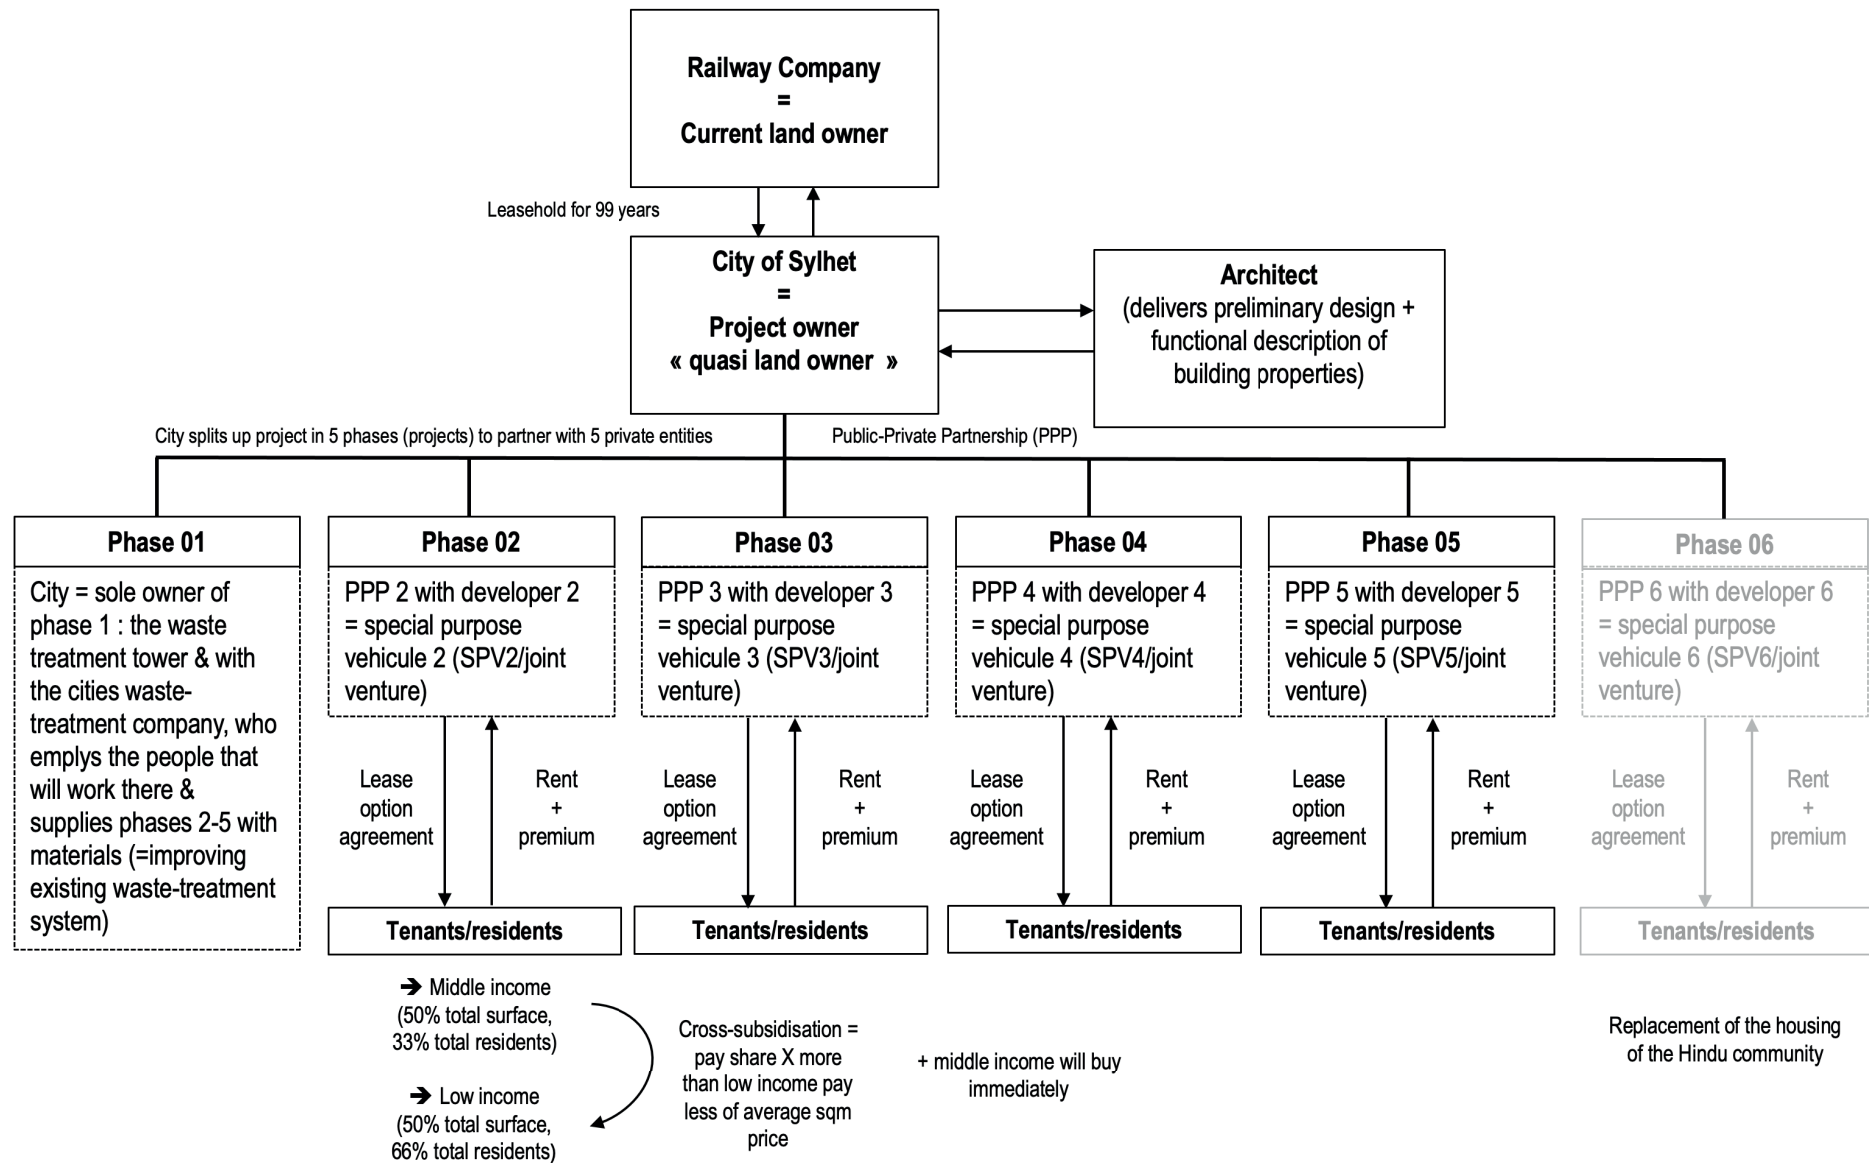 Railway Company
=
Current land owner
Leasehold for 99 years
City of Sylhet
=
Project owner
« quasi land owner »
Architect
(delivers preliminary design +
functional description of
building properties)
City splits up project in 5 phases (projects) to partner with 5 private entities
Public-Private Partnership (PPP)
Phase 01
City = sole owner of
phase 1 : the waste
treatment tower & with
the cities waste-
treatment company, who
emplys the people that
will work there &
supplies phases 2-5 with
materials (=improving
existing waste-treatment
system)
Phase 02
PPP 2 with developer 2
= special purpose
vehicule 2 (SPV2/joint
venture)
Lease
option
agreement
Rent
+
premium
Tenants/residents
➔ Middle income
(50% total surface,
33% total residents)
➔ Low income
(50% total surface,
66% total residents)
Cross-subsidisation =
pay share X more
than low income pay
less of average sqm
price
+ middle income will buy
immediately
Phase 03
PPP 3 with developer 3
= special purpose
vehicule 3 (SPV3/joint
venture)
Lease
option
agreement
Rent
+
premium
Tenants/residents
Phase 04
PPP 4 with developer 4
= special purpose
vehicule 4 (SPV4/joint
venture)
Lease
option
agreement
Rent
+
premium
Tenants/residents
Phase 05
PPP 5 with developer 5
= special purpose
vehicule 5 (SPV5/joint
venture)
Lease
option
agreement
Rent
+
premium
Tenants/residents
Phase 06
PPP 6 with developer 6
= special purpose
vehicule 6 (SPV6/joint
venture)
Lease
option
agreement
Rent
+
premium
Tenants/residents
Replacement of the housing
of the Hindu community